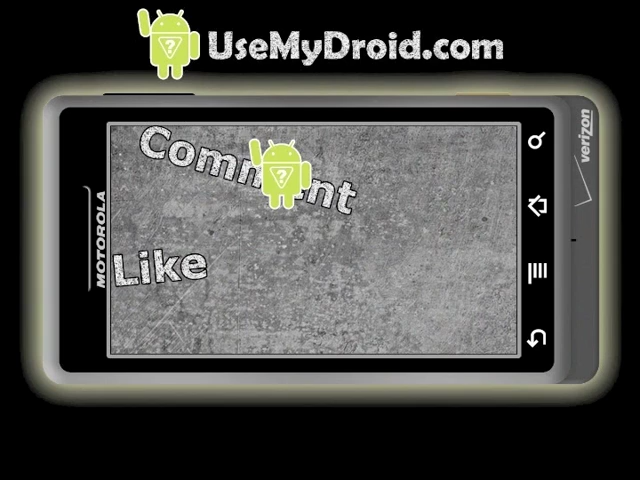 UseMyDroid.com
verizon
Comment
MOTOROLA
Like
?
?